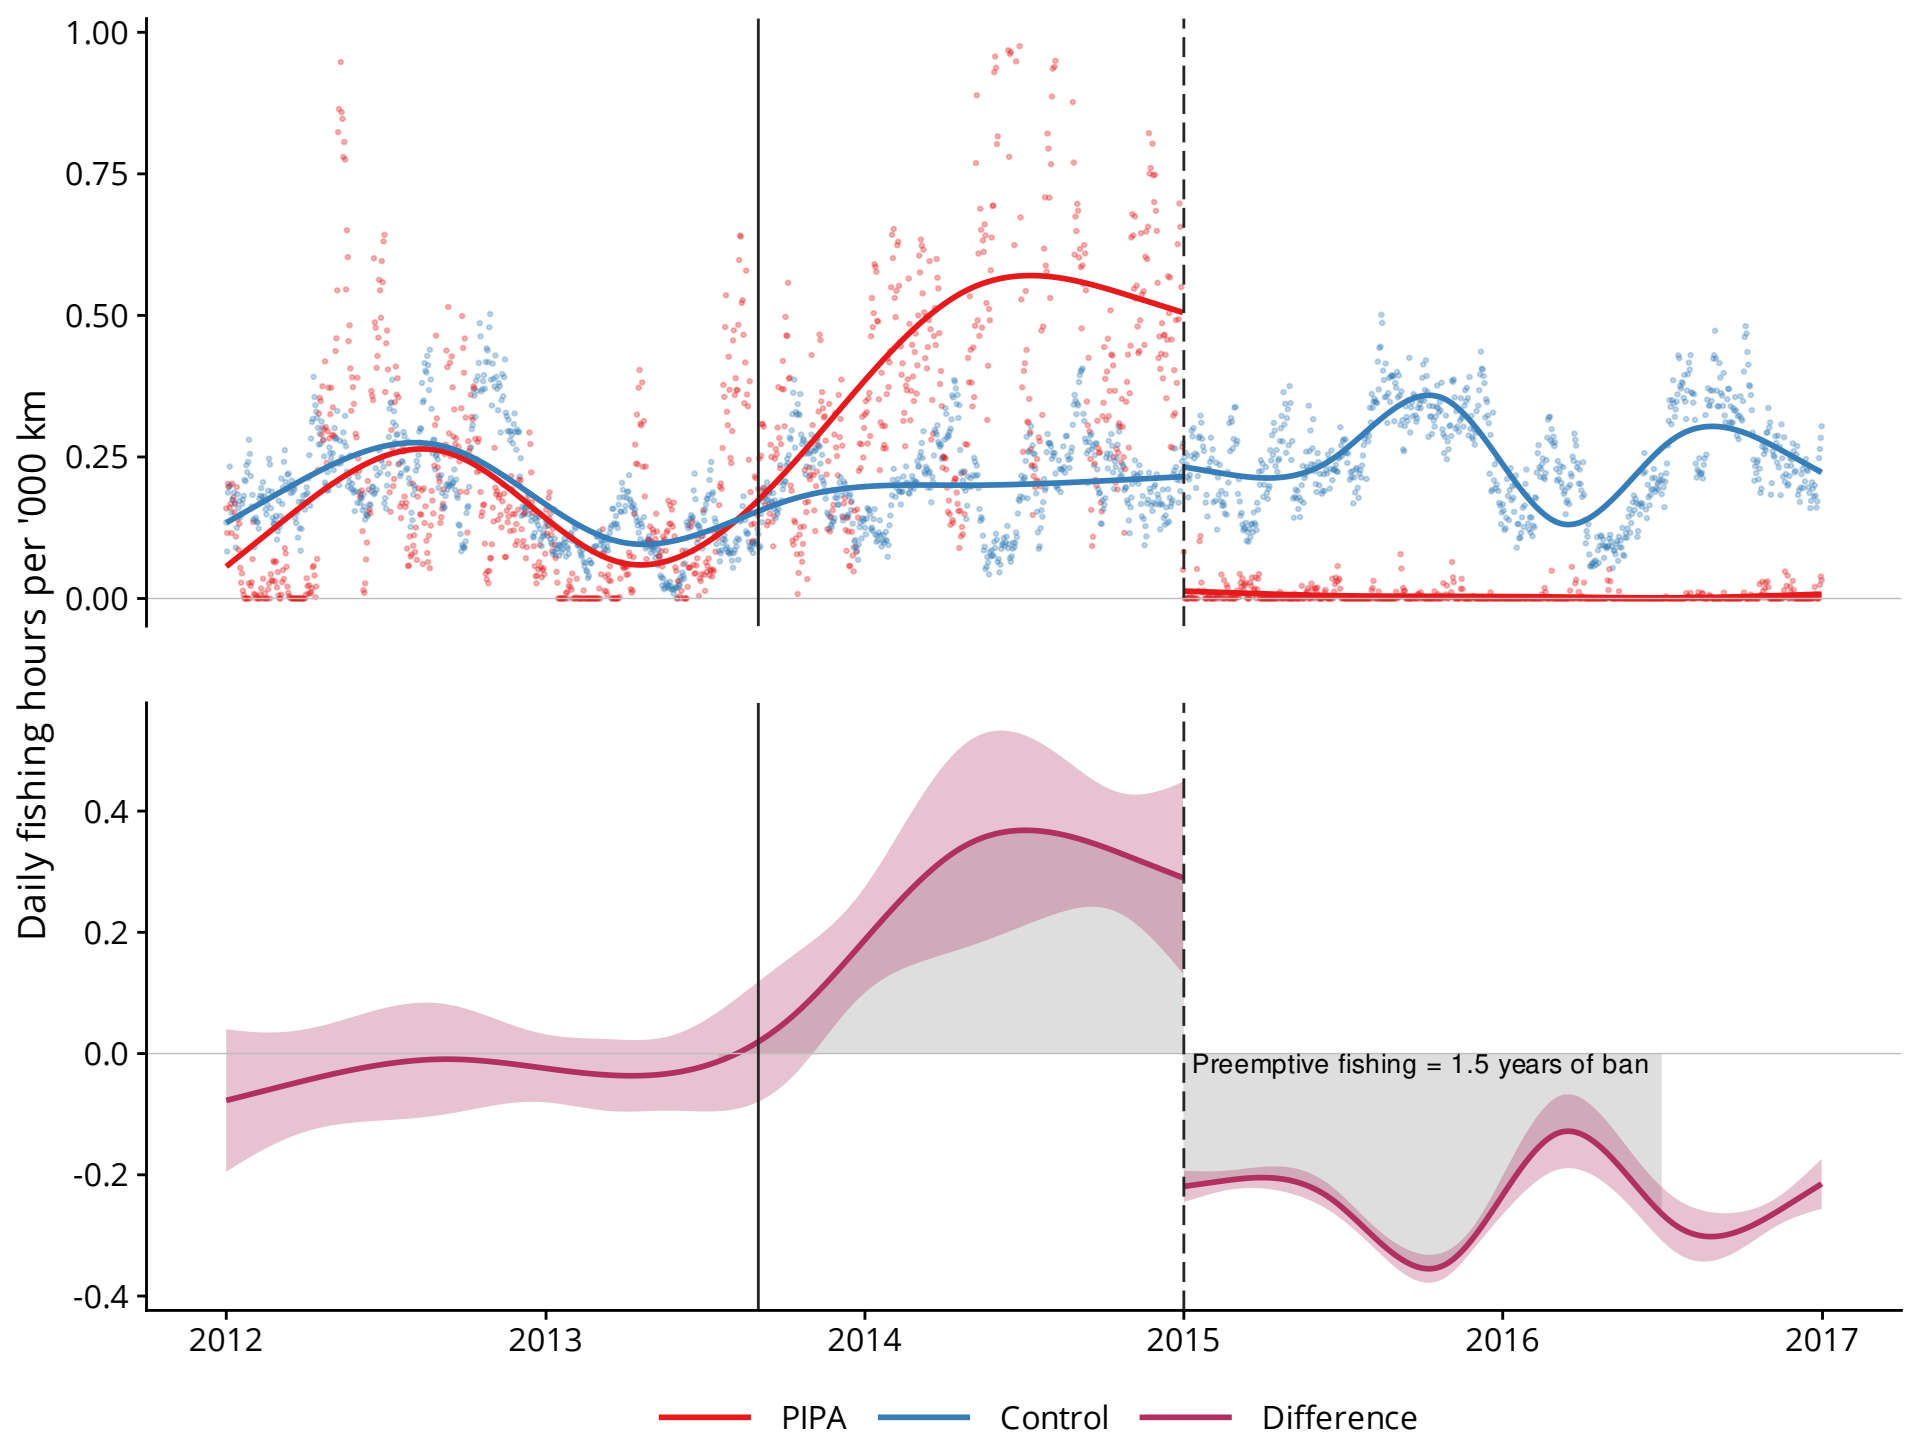 Daily fishing hours per '000 km
1.00
0.75
0.50
0.25
0.00
0.4
0.2
0.0
-0.2
-0.4
Preemptive fishing = 1.5 years of ban
2012 2013 2014 2015 2016 2017
PIPA Control Difference